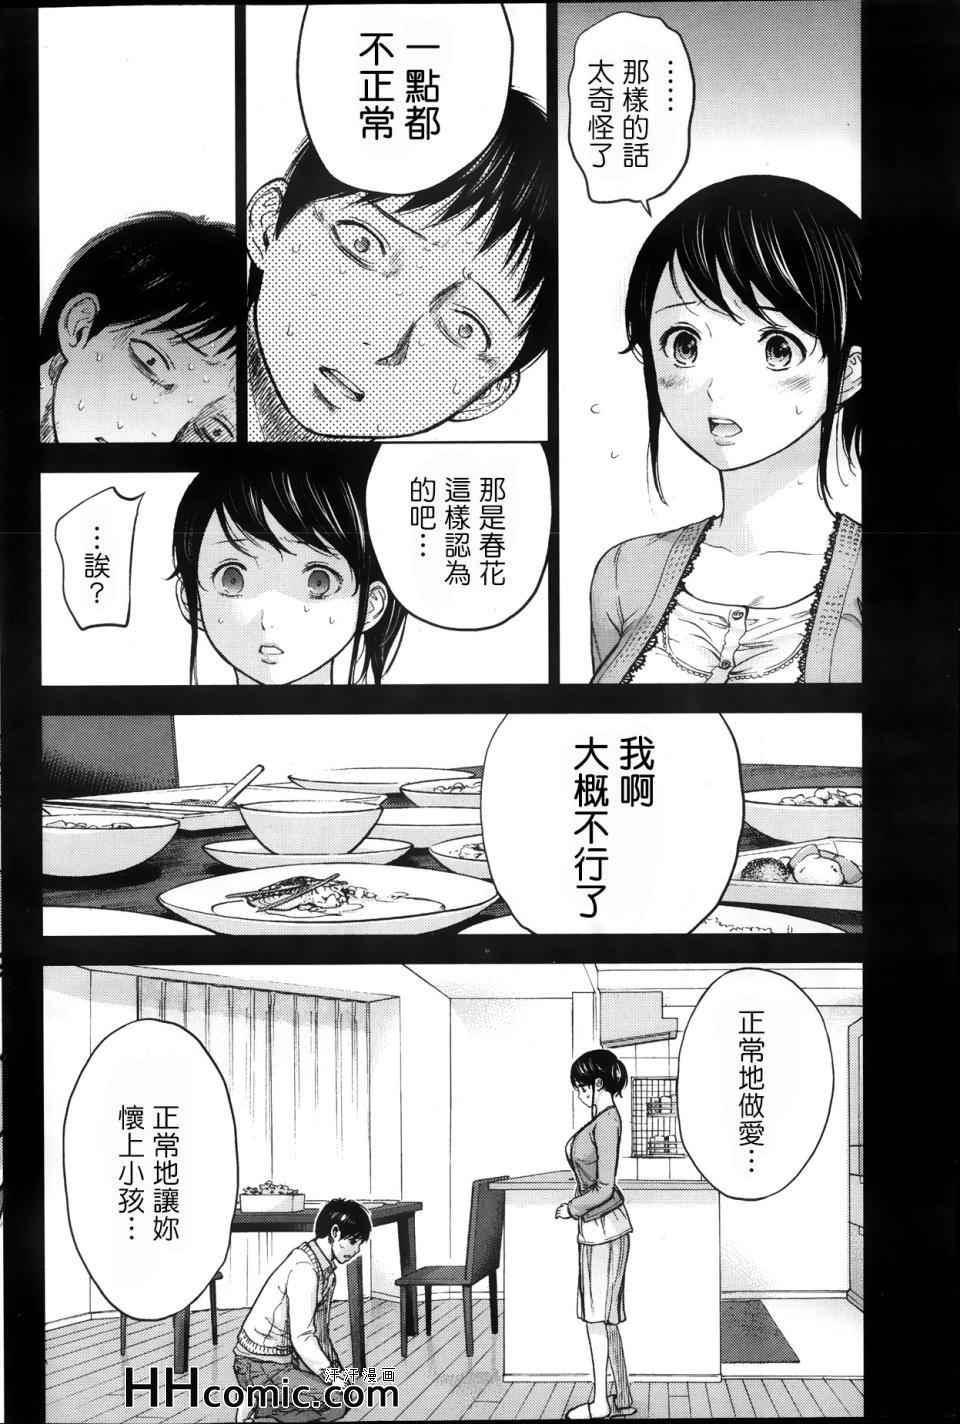 ……
那樣的話
太奇怪了
一點都
不正常
那是春花
這樣認為
的吧…
…誒？
我啊
大概不行了
正常地做愛…
正常地讓妳
懷上小孩…
汗汗漫画
HHcomic.com